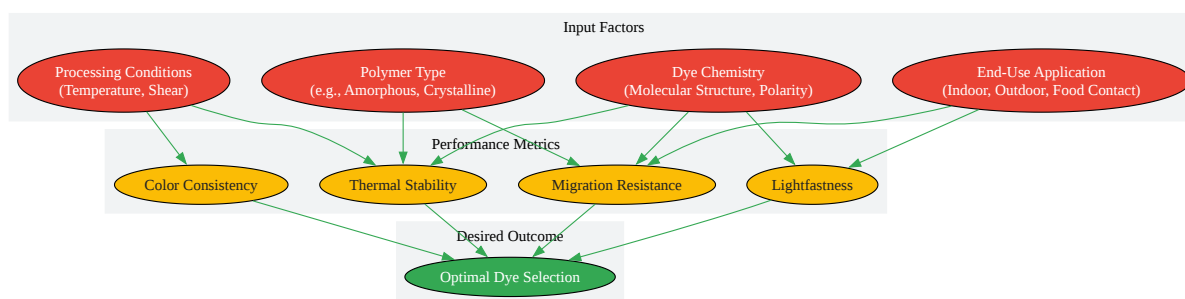 Input Factors
Processing Conditions
(Temperature, Shear)
Polymer Type
(e.g., Amorphous, Crystalline)
Dye Chemistry
(Molecular Structure, Polarity)
End-Use Application
(Indoor, Outdoor, Food Contact)
Performance Metrics
Color Consistency
Thermal Stability
Migration Resistance
Lightfastness
Desired Outcome
Optimal Dye Selection